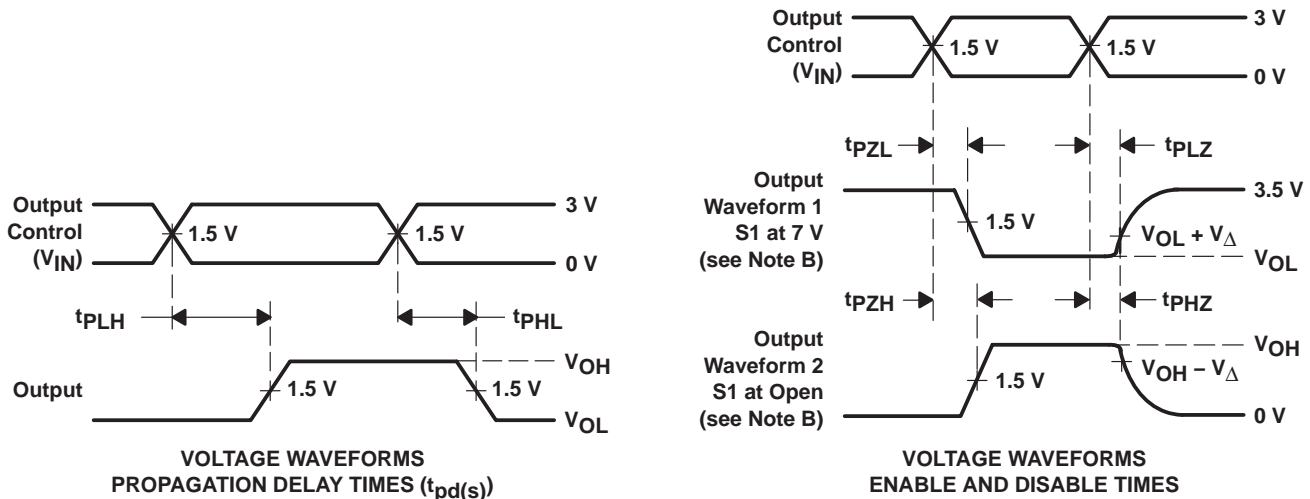 Output
Control
(VIN)
3 V
1.5 V
1.5 V
0 V
tPLH
tPHL
Output
VOH
1.5 V
1.5 V
VOL
VOLTAGE WAVEFORMS
PROPAGATION DELAY TIMES (tpd(s))
Output
Control
(VIN)
3 V
1.5 V
1.5 V
0 V
tPZL
tPLZ
Output
Waveform 1
S1 at 7 V
(see Note B)
3.5 V
1.5 V
VOL + VΔ
VOL
tPZH
tPHZ
Output
Waveform 2
S1 at Open
(see Note B)
VOH
1.5 V
VOH − VΔ
0 V
VOLTAGE WAVEFORMS
ENABLE AND DISABLE TIMES